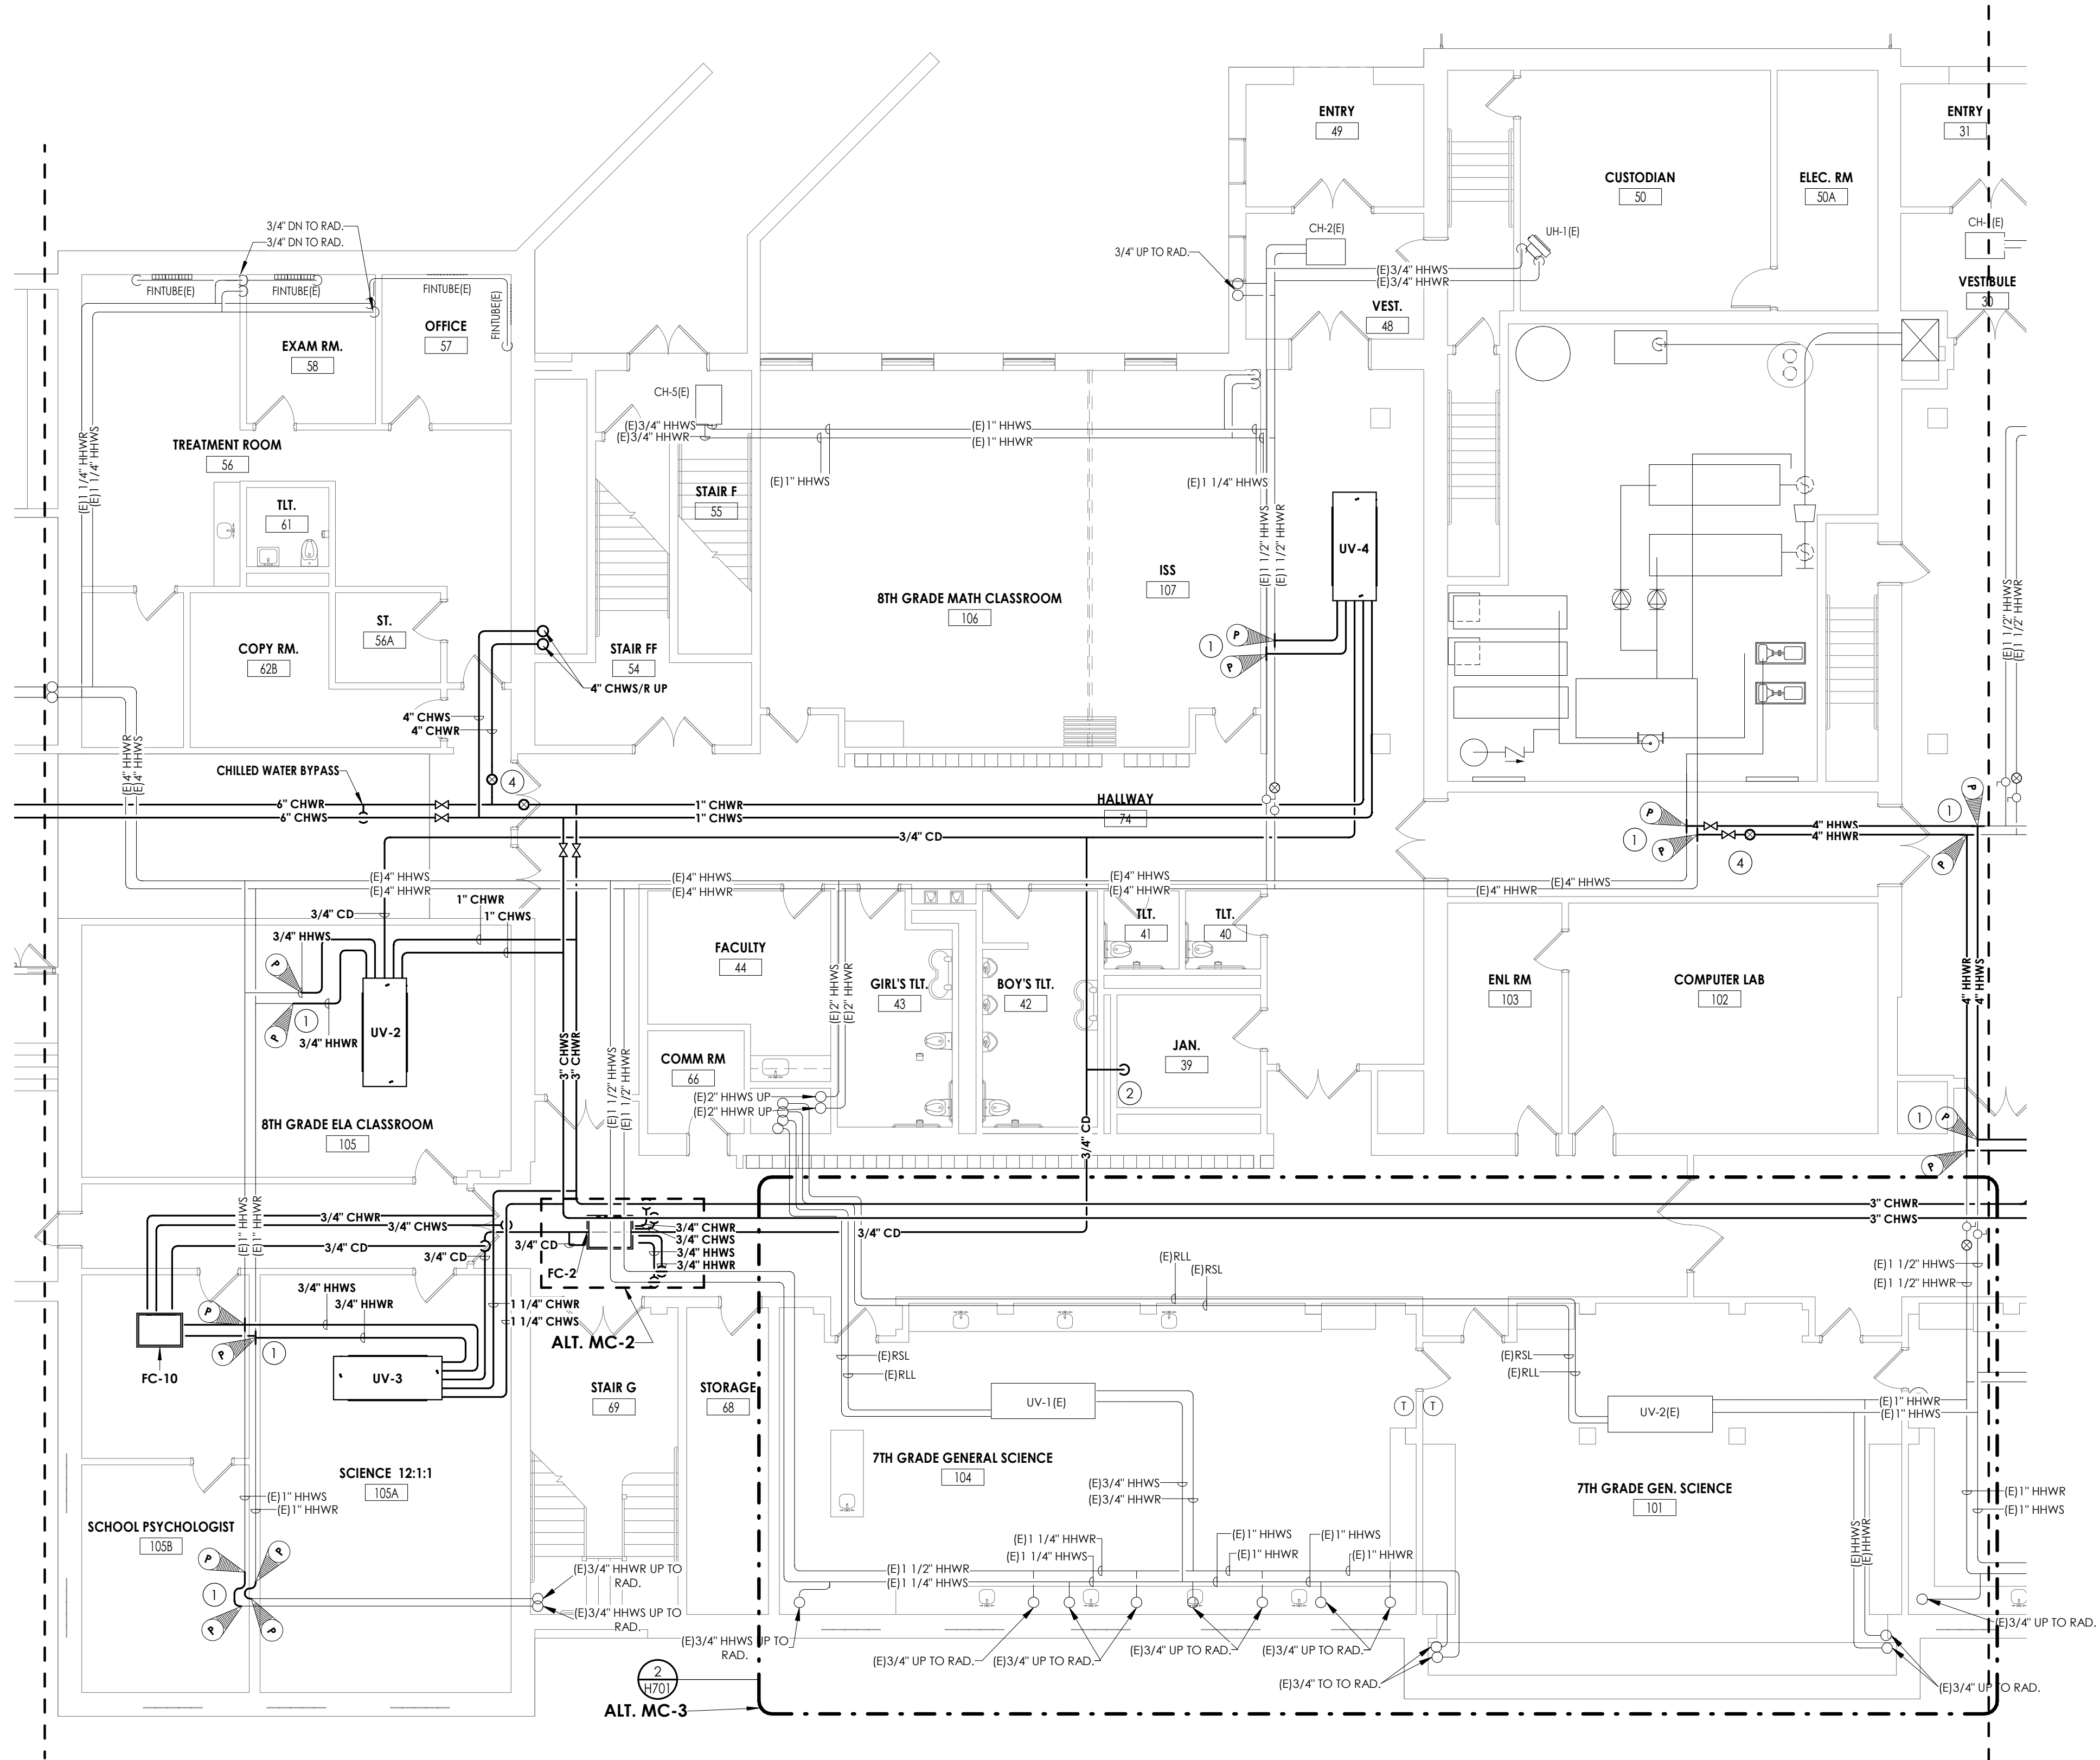 ENTRY
49
CUSTODIAN
50
ELEC. RM
50A
ENTRY
31
3/4" DN TO RAD.
3/4" DN TO RAD.
CH-2(E)
UH-1(E)
3/4" UP TO RAD.
(E)3/4" HHWS
(E)3/4" HHWR
VEST.
48
VESTIBULE
30
FINTUBE(E)
FINTUBE(E)
FINTUBE(E)
FINTUBE(E)
OFFICE
57
EXAM RM.
58
CH-5(E)
(E)3/4" HHWS
(E)3/4" HHWR
(E)1" HHWS
(E)1" HHWR
(E)1" HHWS
(E)1 1/4" HHWS
(E)1 1/4" HHWR
(E)1 1/4" HHWS
TREATMENT ROOM
56
TLT.
61
STAIR F
55
(E)1 1/2" HHWS
(E)1 1/2" HHWR
UV-4
ISS
107
8TH GRADE MATH CLASSROOM
106
ST.
56A
COPY RM.
62B
STAIR FF
54
4" CHWS/R UP
P
P
1
(E)1 1/2" HHWS
(E)1 1/2" HHWR
4" CHWS
4" CHWR
(E)4" HHWR
(E)4" HHWS
CHILLED WATER BYPASS
4
6" CHWR
6" CHWS
1" CHWR
1" CHWS
HALLWAY
74
3/4" CD
P
P
1
4" HHWS
4" HHWR
4
P
1
P
(E)4" HHWS
(E)4" HHWR
(E)4" HHWS
(E)4" HHWR
(E)4" HHWS
(E)4" HHWR
(E)4" HHWR
(E)4" HHWS
1" CHWR
1" CHWS
3/4" CD
3/4" HHWS
P
P
1
3/4" HHWR
UV-2
FACULTY
44
(E)2" HHWS
(E)2" HHWR
GIRL'S TLT.
43
BOY'S TLT.
42
TLT.
41
TLT.
40
ENL RM
103
COMPUTER LAB
102
4" HHWR
4" HHWS
3" CHWS
3" CHWR
(E)1 1/2" HHWS
(E)1 1/2" HHWR
COMM RM
66
(E)2" HHWS UP
(E)2" HHWR UP
JAN.
39
2
3/4" CD
8TH GRADE ELA CLASSROOM
105
1
P
P
(E)1" HHWS
(E)1" HHWR
3/4" CHWR
3/4" CHWS
3/4" CD
3/4" CD
3/4" CD
FC-2
3/4" CHWR
3/4" CHWS
3/4" HHWS
3/4" HHWR
3/4" CD
3" CHWR
3" CHWS
(E)RLL
(E)RSL
(E)1 1/2" HHWS
(E)1 1/2" HHWR
3/4" HHWS
3/4" HHWR
P
P
1
1 1/4" CHWR
1 1/4" CHWS
ALT. MC-2
FC-10
UV-3
(E)RSL
(E)RLL
(E)RSL
(E)RLL
STAIR G
69
STORAGE
68
UV-1(E)
T
T
UV-2(E)
(E)1" HHWR
(E)1" HHWS
7TH GRADE GENERAL SCIENCE
104
SCIENCE 12:1:1
105A
(E)3/4" HHWS
(E)3/4" HHWR
7TH GRADE GEN. SCIENCE
101
(E)1" HHWR
(E)1" HHWS
(E)1" HHWS
(E)1" HHWR
SCHOOL PSYCHOLOGIST
105B
P
P
1
P
P
(E)3/4" HHWR UP TO
RAD.
(E)3/4" HHWS UP TO
RAD.
(E)1 1/4" HHWR
(E)1 1/4" HHWS
(E)1" HHWS
(E)1" HHWR
(E)1" HHWS
(E)1" HHWR
(E)1 1/2" HHWR
(E)1 1/4" HHWS
(E)HHWS
(E)HHWR
(E)3/4" HHWS UP TO
RAD.
(E)3/4" UP TO RAD.
(E)3/4" UP TO RAD.
(E)3/4" UP TO RAD.
(E)3/4" UP TO RAD.
(E)3/4" TO TO RAD.
(E)3/4" UP TO RAD.
(E)3/4" UP TO RAD.
2
H701
ALT. MC-3